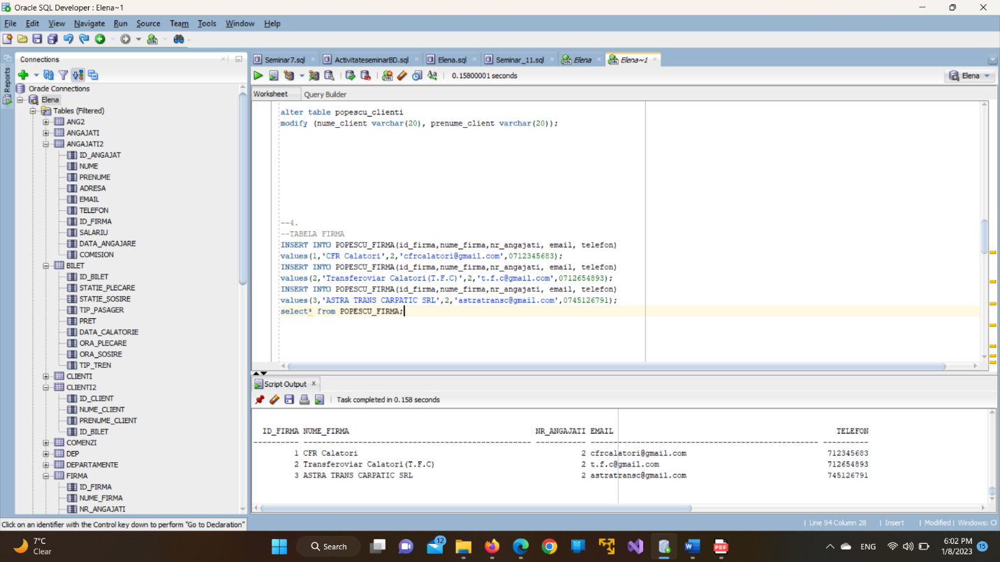 Oracle SQL Developer : Elena~1
File Edit View Navigate Run Source Team Tools Window Help
Connections
Seminar7.sql
ActivitateseminarBD.sql
Elena.sql
Seminar_11.sql
Elena
Elena~1
0.15800001 seconds
Elena
Worksheet
Query Builder
Reports
Oracle Connections
Elena
Tables (Filtered)
ANG2
ANGAJATI
ANGAJATI2
ID_ANGAJAT
NUME
PRENUME
ADRESA
EMAIL
TELEFON
ID_FIRMA
SALARIU
DATA_ANGAJARE
COMISION
BILET
ID_BILET
STATIE_PLECARE
STATIE_SOSIRE
TIP_PASAGER
PRET
DATA_CALATORIE
ORA_PLECARE
ORA_SOSIRE
TIP_TREN
CLIENTI
CLIENTI2
ID_CLIENT
NUME_CLIENT
PRENUME_CLIENT
ID_BILET
COMENZI
DEP
DEPARTAMENTE
FIRMA
ID_FIRMA
NUME_FIRMA
NR_ANGAJATI
alter table popescu_clienti
modify (nume_client varchar(20), prenume_client varchar(20));
--4.
--TABELA FIRMA
INSERT INTO POPESCU_FIRMA(id_firma,nume_firma,nr_angajati, email, telefon)
values(1,'CFR Calatori',2,'cfrcalatori@gmail.com',0712345683);
INSERT INTO POPESCU_FIRMA(id_firma,nume_firma,nr_angajati, email, telefon)
values(2,'Transferoviar Calatori(T.F.C)',2,'t.f.c@gmail.com',0712654893);
INSERT INTO POPESCU_FIRMA(id_firma,nume_firma,nr_angajati, email, telefon)
values(3,'ASTRA TRANS CARPATIC SRL',2,'astratransc@gmail.com',0745126791);
select* from POPESCU_FIRMA;
Script Output
Task completed in 0.158 seconds
ID_FIRMA NUME_FIRMA NR_ANGAJATI EMAIL TELEFON
1 CFR Calatori 2 cfrcalatori@gmail.com 712345683
2 Transferoviar Calatori(T.F.C) 2 t.f.c@gmail.com 712654893
3 ASTRA TRANS CARPATIC SRL 2 astratransc@gmail.com 745126791
Click on an identifier with the Control key down to perform "Go to Declaration"
Line 94 Column 28 | Insert | Modified | Windows: CR
7°C
Clear
Search
12
ENG
6:02 PM
1/8/2023
15